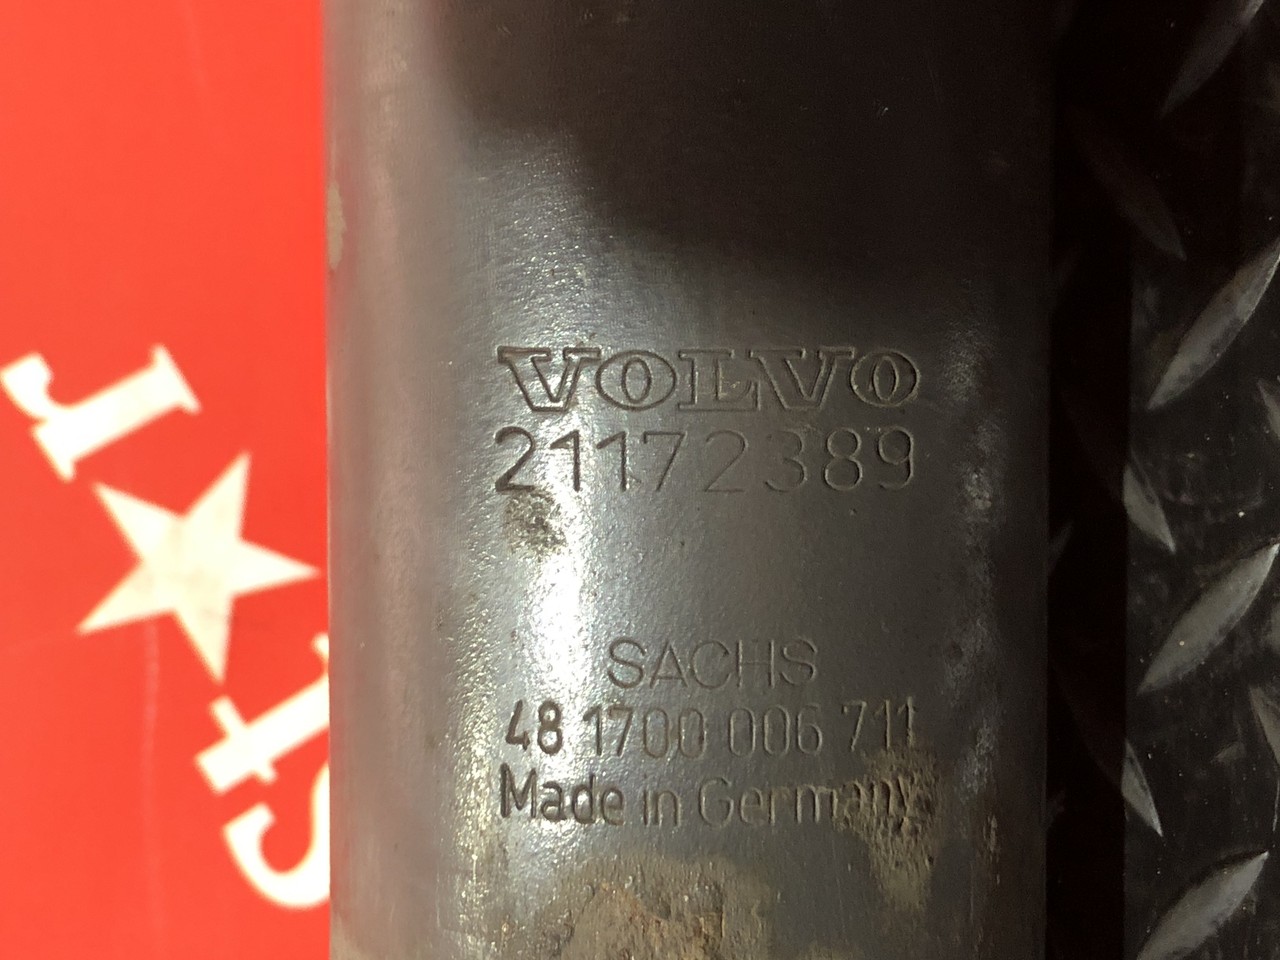 VOLVO
21172389
SACHS
48 1700 006 711
Made in Germany